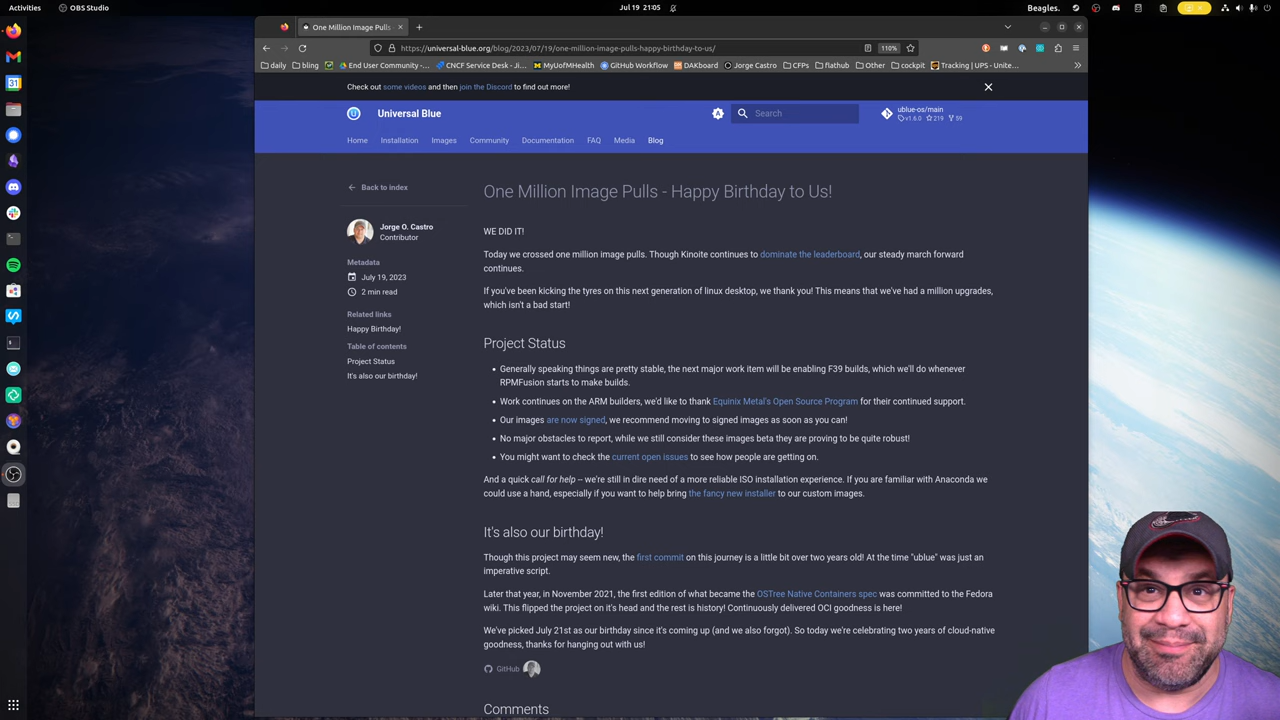 Activities
OBS Studio
Jul 19 21:05
Beagles.
One Million Image Pulls -
https://universal-blue.org/blog/2023/07/19/one-million-image-pulls-happy-birthday-to-us/
110%
daily
bling
End User Community -…
CNCF Service Desk - Ji…
MyUofMHealth
GitHub Workflow
DAKboard
Jorge Castro
CFPs
flathub
Other
cockpit
Tracking | UPS - Unite…
Check out some videos and then join the Discord to find out more!
Universal Blue
Search
ublue-os/main
v1.6.0 219 59
Home
Installation
Images
Community
Documentation
FAQ
Media
Blog
Back to index
Jorge O. Castro
Contributor
Metadata
July 19, 2023
2 min read
Related links
Happy Birthday!
Table of contents
Project Status
It's also our birthday!
One Million Image Pulls - Happy Birthday to Us!
WE DID IT!
Today we crossed one million image pulls. Though Kinoite continues to dominate the leaderboard, our steady march forward
continues.
If you've been kicking the tyres on this next generation of linux desktop, we thank you! This means that we've had a million upgrades,
which isn't a bad start!
Project Status
• Generally speaking things are pretty stable, the next major work item will be enabling F39 builds, which we'll do whenever
RPMFusion starts to make builds.
• Work continues on the ARM builders, we'd like to thank Equinix Metal's Open Source Program for their continued support.
• Our images are now signed, we recommend moving to signed images as soon as you can!
• No major obstacles to report, while we still consider these images beta they are proving to be quite robust!
• You might want to check the current open issues to see how people are getting on.
And a quick call for help -- we're still in dire need of a more reliable ISO installation experience. If you are familiar with Anaconda we
could use a hand, especially if you want to help bring the fancy new installer to our custom images.
It's also our birthday!
Though this project may seem new, the first commit on this journey is a little bit over two years old! At the time "ublue" was just an
imperative script.
Later that year, in November 2021, the first edition of what became the OSTree Native Containers spec was committed to the Fedora
wiki. This flipped the project on it's head and the rest is history! Continuously delivered OCI goodness is here!
We've picked July 21st as our birthday since it's coming up (and we also forgot). So today we're celebrating two years of cloud-native
goodness, thanks for hanging out with us!
GitHub
Comments